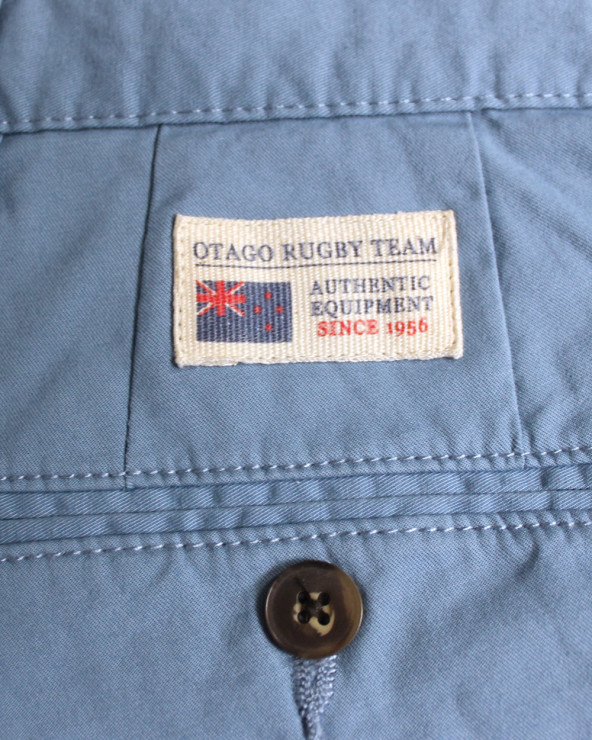 OTAGO RUGBY TEAM
AUTHENTIC
EQUIPMENT
SINCE 1956